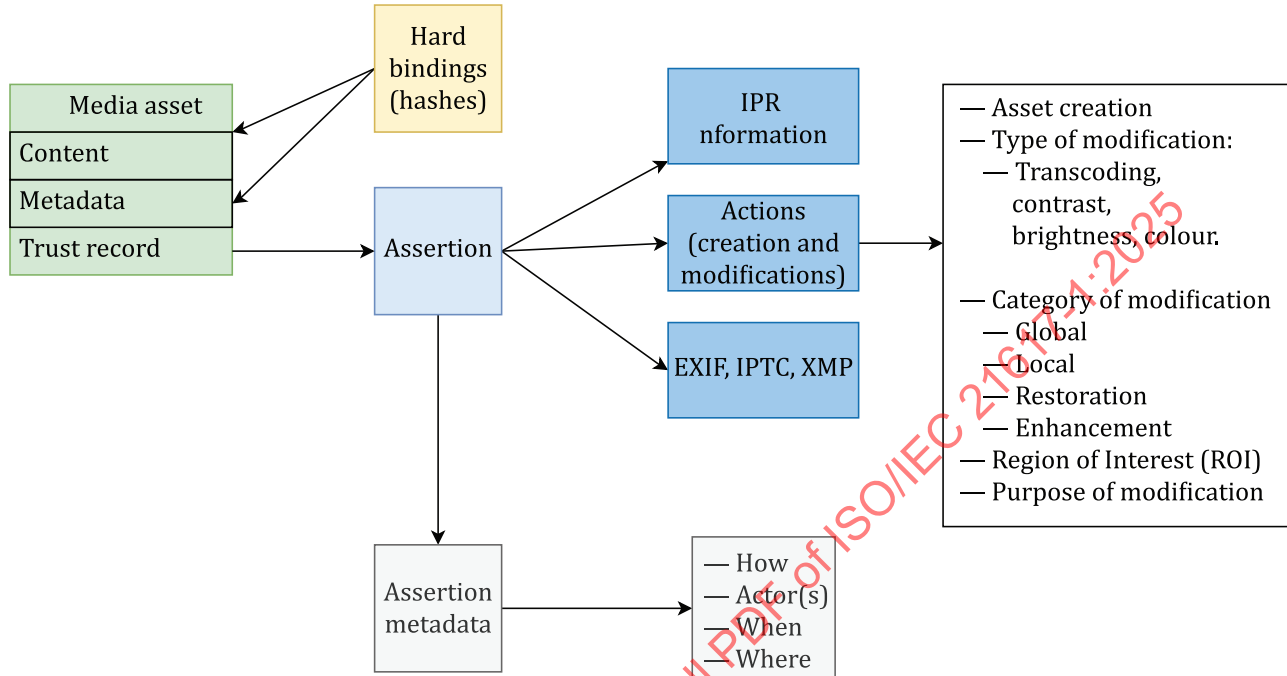 Hard
bindings
(hashes)
Media asset
Content
Metadata
Trust record
Assertion
IPR
nformation
Actions
(creation and
modifications)
EXIF, IPTC, XMP
— Asset creation
— Type of modification:
— Transcoding,
contrast,
brightness, colour.
— Category of modification
— Global
— Local
— Restoration
— Enhancement
— Region of Interest (ROI)
— Purpose of modification
Assertion
metadata
— How
— Actor(s)
— When
— Where
PDF of ISO/IEC 21617-1:2025